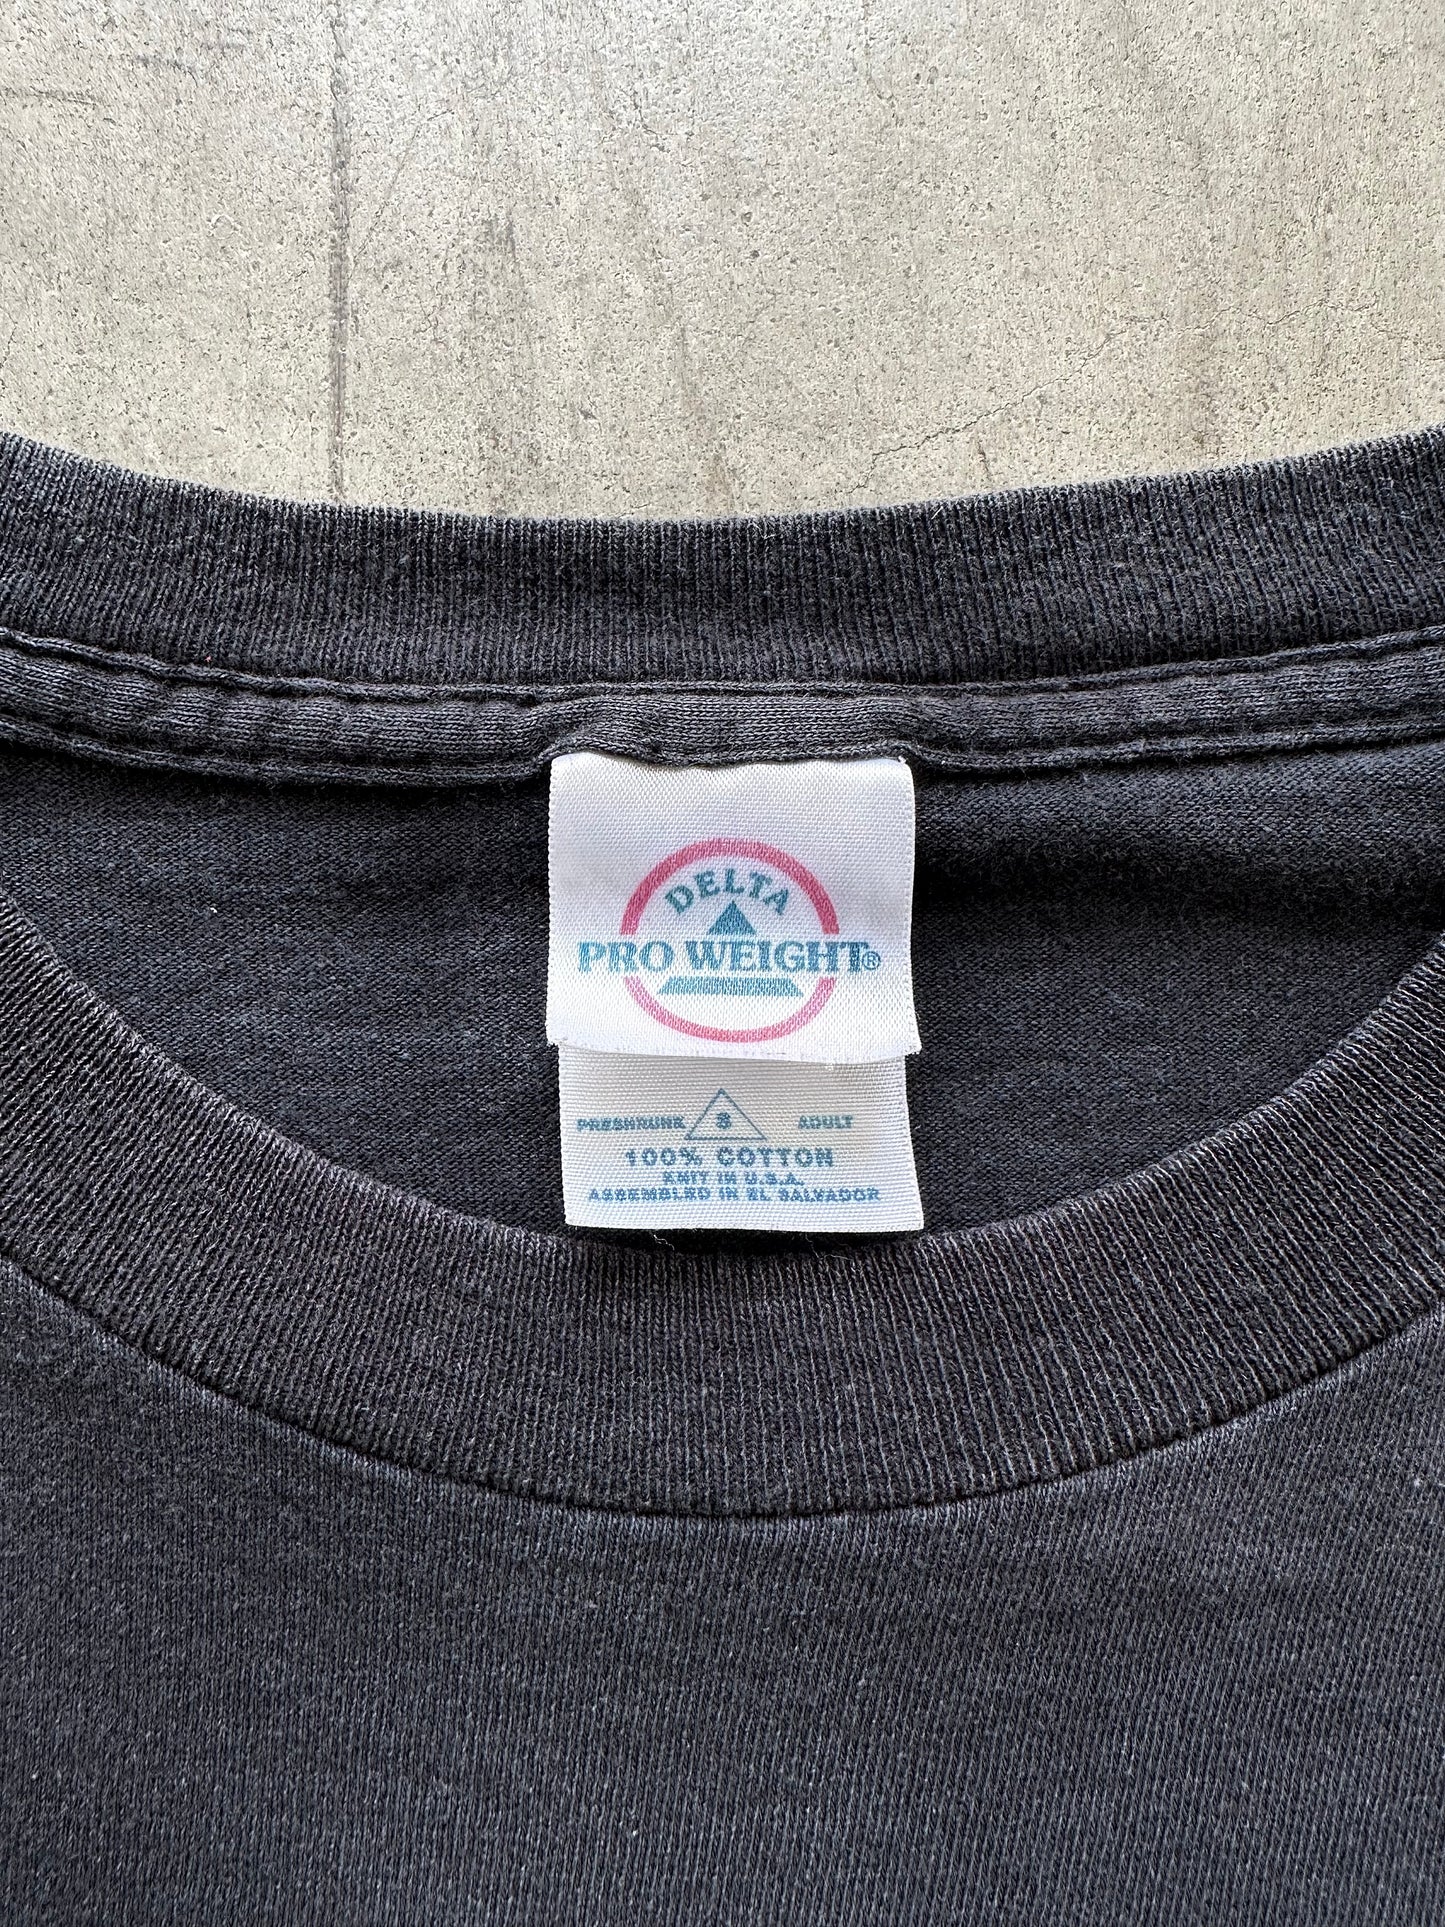 DELTA
PRO WEIGHT®
PRESHRUNK S ADULT
100% COTTON
KNIT IN U.S.A.
ASSEMBLED IN EL SALVADOR